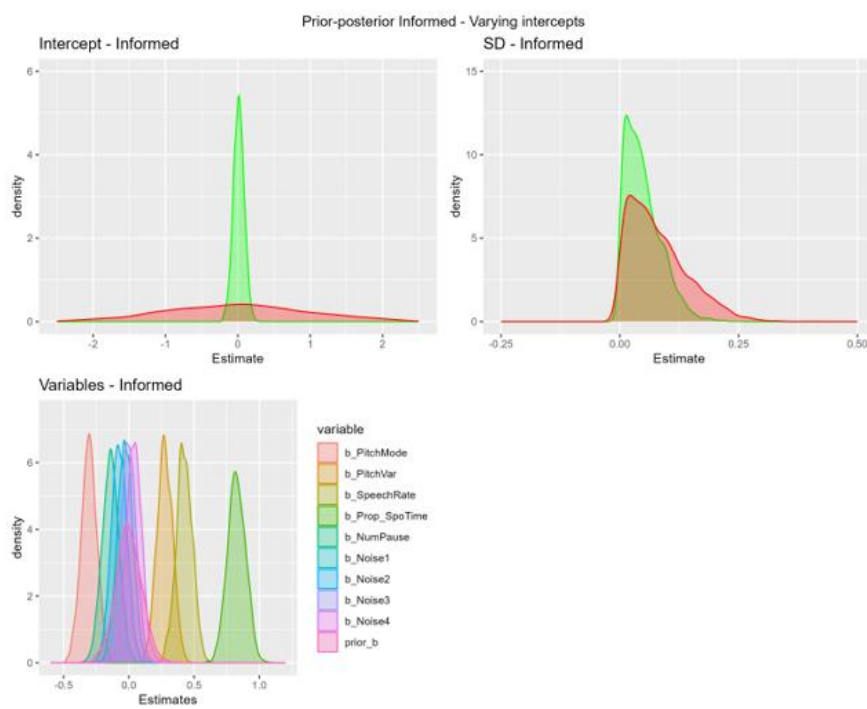 Prior-posterior Informed - Varying intercepts
Intercept - Informed
6
4
2
0
density
-2
-1
0
1
2
Estimate
SD - Informed
15
10
5
0
density
-0.25
0.00
0.25
0.50
Estimate
Variables - Informed
6
4
2
0
density
-0.5
0.0
0.5
1.0
Estimates
variable
b_PitchMode
b_PitchVar
b_SpeechRate
b_Prop_SpoTime
b_NumPause
b_Noise1
b_Noise2
b_Noise3
b_Noise4
prior_b